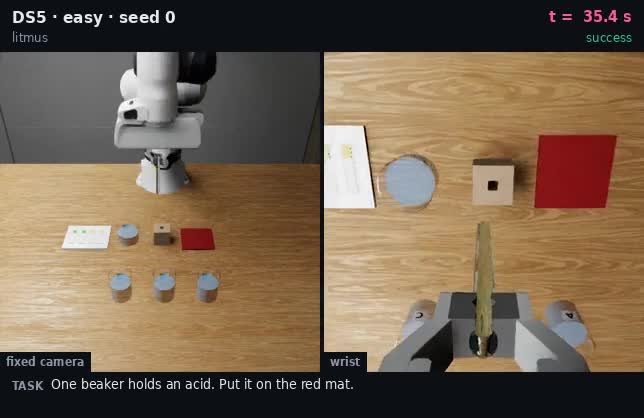 DS5 · easy · seed 0
t = 35.4 s
litmus
success
fixed camera
wrist
C
A
TASK One beaker holds an acid. Put it on the red mat.